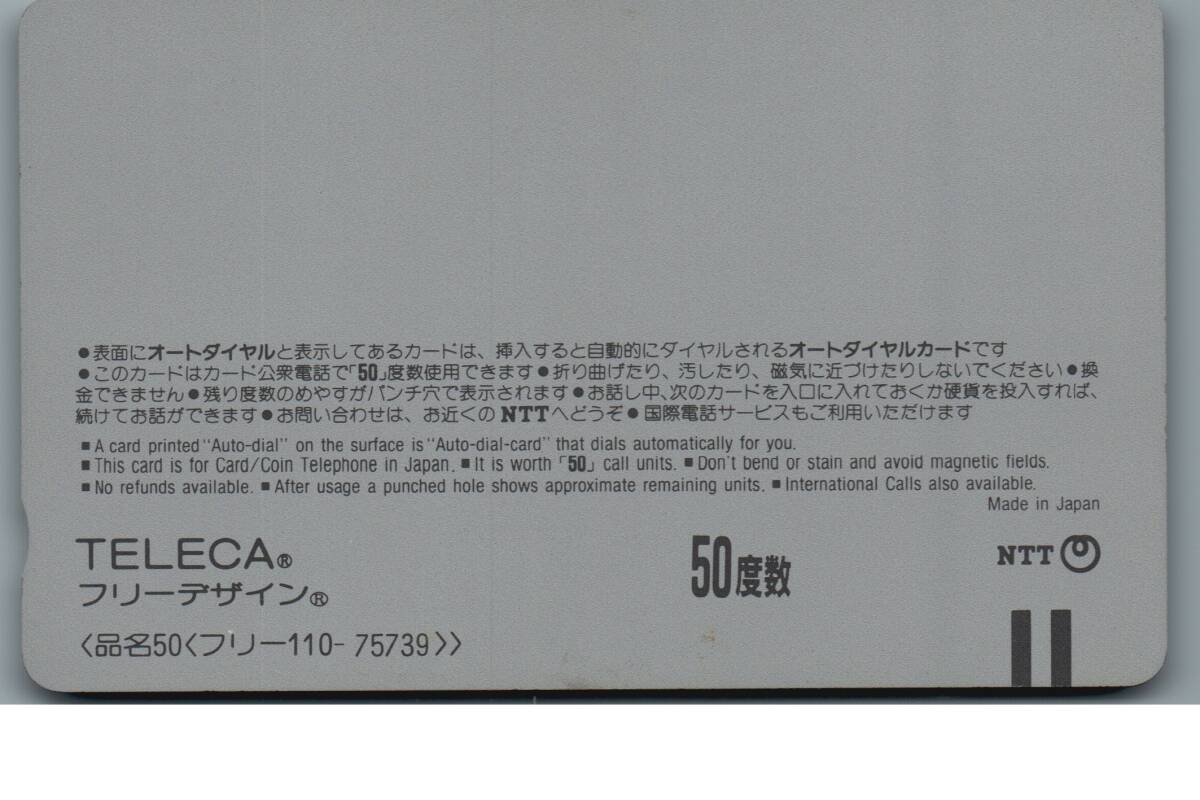 ●表面にオートダイヤルと表示してあるカードは、挿入すると自動的にダイヤルされるオートダイヤルカードです
●このカードはカード公衆電話で「50」度数使用できます●折り曲げたり、汚したり、磁気に近づけたりしないでください●換
金できません●残り度数のめやすがパンチ穴で表示されます●お話し中、次のカードを入口に入れておくか硬貨を投入すれば、
続けてお話ができます●お問い合わせは、お近くのNTTへどうぞ●国際電話サービスもご利用いただけます
■A card printed "Auto-dial" on the surface is "Auto-dial-card" that dials automatically for you.
■This card is for Card/Coin Telephone in Japan. ■It is worth「50」call units. ■Don't bend or stain and avoid magnetic fields.
■No refunds available. ■After usage a punched hole shows approximate remaining units. ■International Calls also available.
Made in Japan
TELECA®
フリーデザイン®
50度数
NTT
〈品名50〈フリー110-75739〉〉